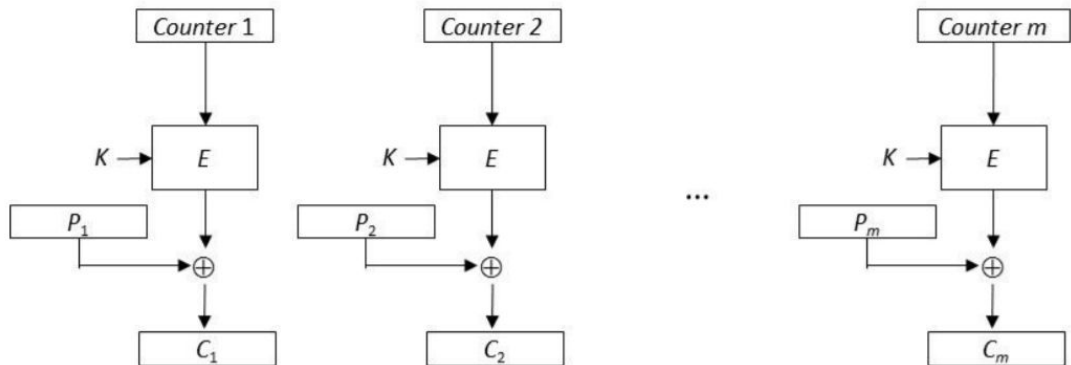 Counter 1 Counter 2 Counter m
K E K E K E
...
P1 P2 Pm
⊕ ⊕ ⊕
C1 C2 Cm